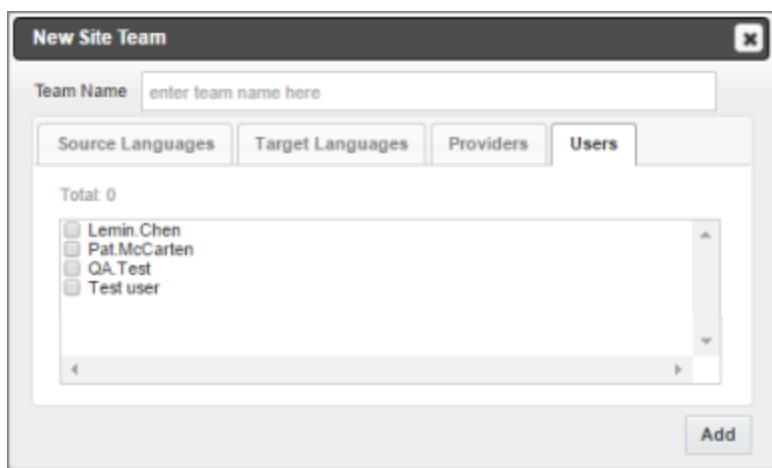 New Site Team
Team Name enter team name here
Source Languages Target Languages Providers Users
Total: 0
Lemin.Chen
Pat.McCarten
QA.Test
Test user
Add